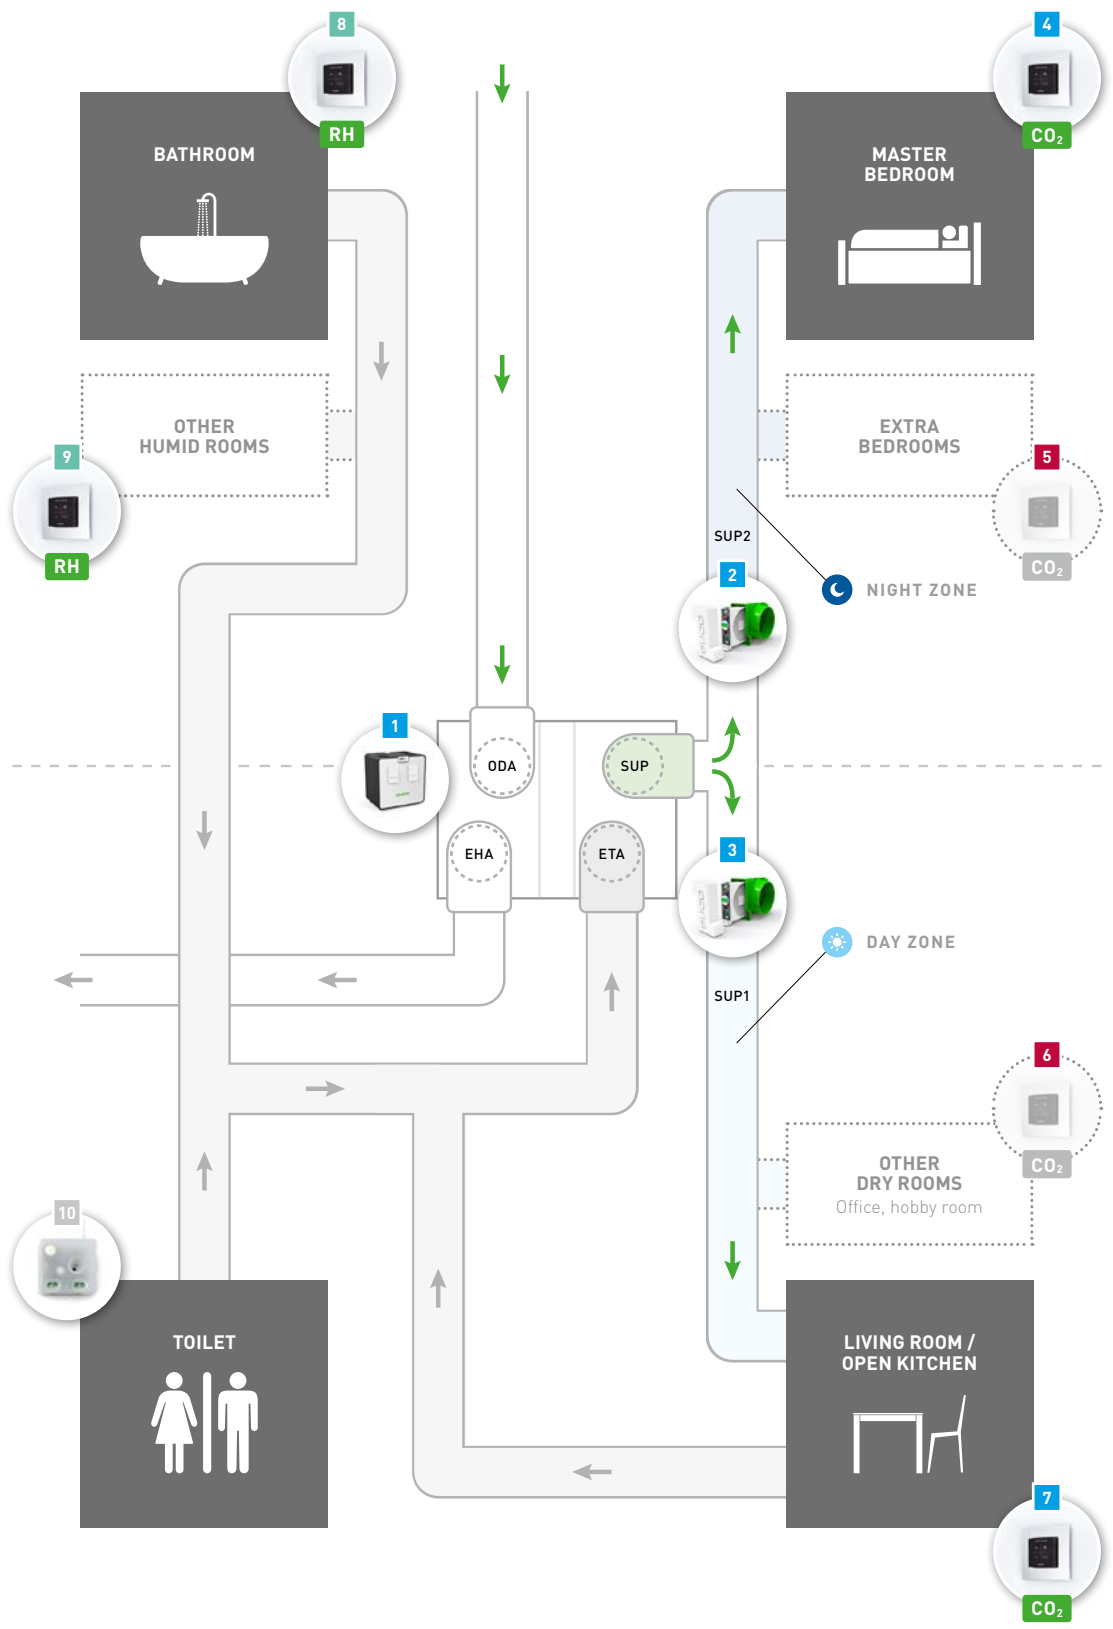 8
RH
BATHROOM
4
CO₂
MASTER
BEDROOM
OTHER
HUMID ROOMS
9
RH
EXTRA
BEDROOMS
5
CO₂
SUP2
2
NIGHT ZONE
1
ODA
SUP
EHA
ETA
3
DAY ZONE
SUP1
6
CO₂
OTHER
DRY ROOMS
Office, hobby room
10
TOILET
LIVING ROOM /
OPEN KITCHEN
7
CO₂